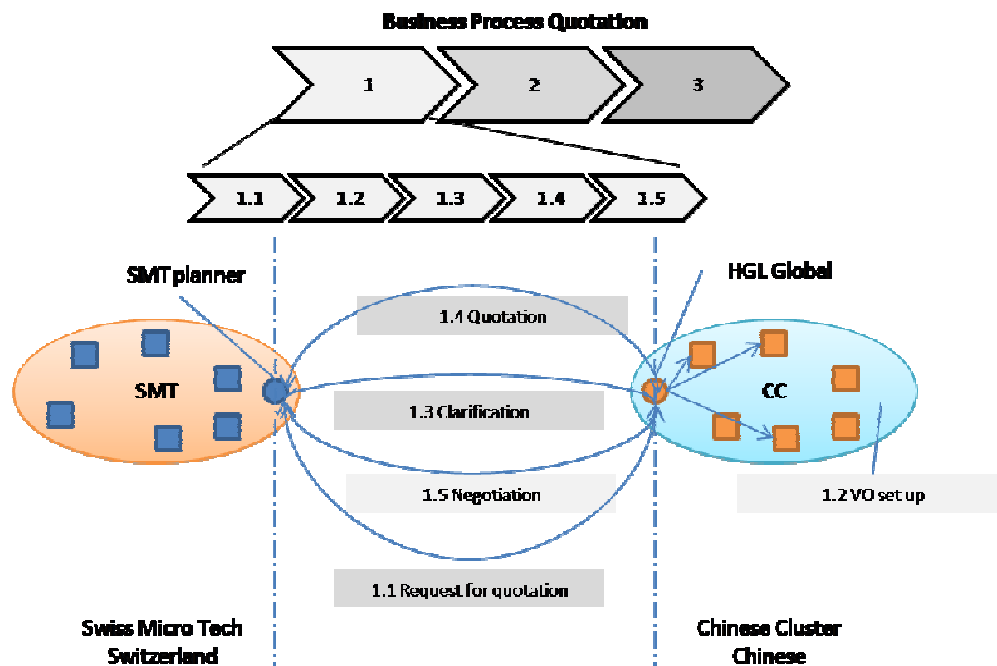 Business Process Quotation
1
2
3
1.1
1.2
1.3
1.4
1.5
SMT planner
HGL Global
1.4 Quotation
SMT
CC
1.3 Clarification
1.5 Negotiation
1.2 VO set up
1.1 Request for quotation
Swiss Micro Tech
Switzerland
Chinese Cluster
Chinese